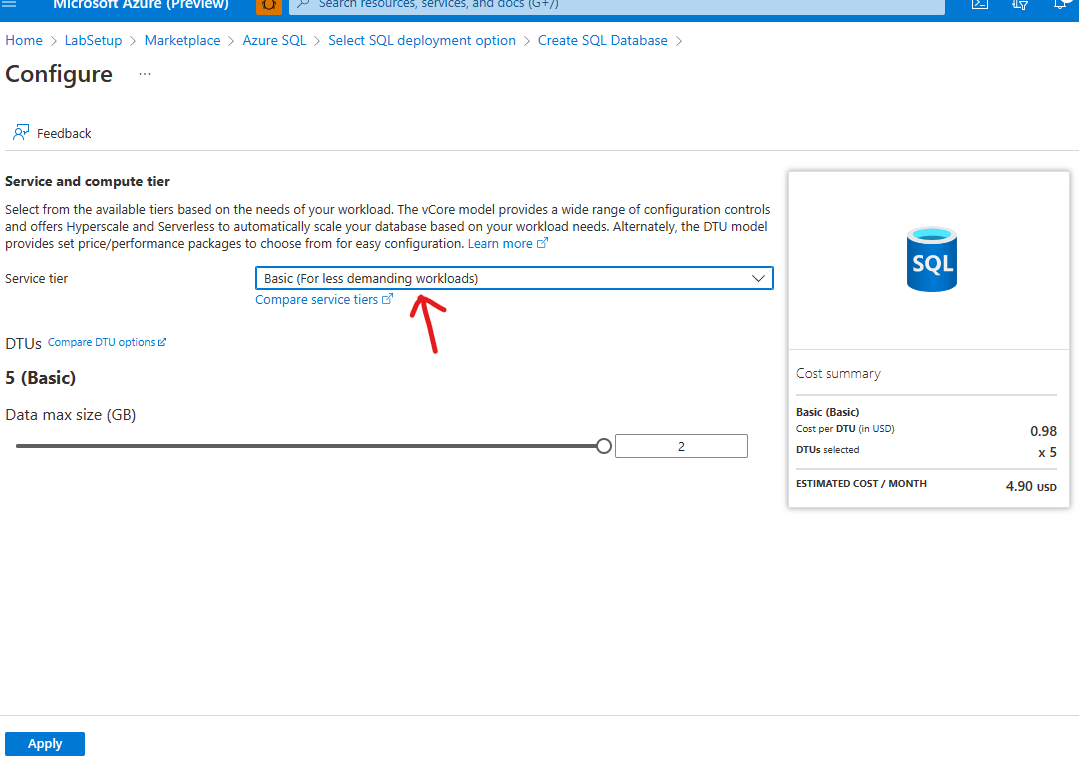 Microsoft Azure (Preview)
Search resources, services, and docs (G+/)
Home > LabSetup > Marketplace > Azure SQL > Select SQL deployment option > Create SQL Database >
Configure ...
Feedback
Service and compute tier
Select from the available tiers based on the needs of your workload. The vCore model provides a wide range of configuration controls
and offers Hyperscale and Serverless to automatically scale your database based on your workload needs. Alternately, the DTU model
provides set price/performance packages to choose from for easy configuration. Learn more
Service tier
Basic (For less demanding workloads)
Compare service tiers
DTUs Compare DTU options
5 (Basic)
Data max size (GB)
2
SQL
Cost summary
Basic (Basic)
Cost per DTU (in USD) 0.98
DTUs selected x 5
ESTIMATED COST / MONTH 4.90 USD
Apply